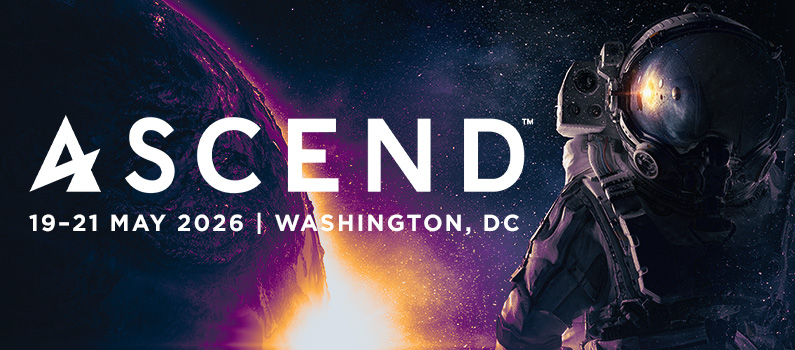 ASCEND™
19–21 MAY 2026 | WASHINGTON, DC